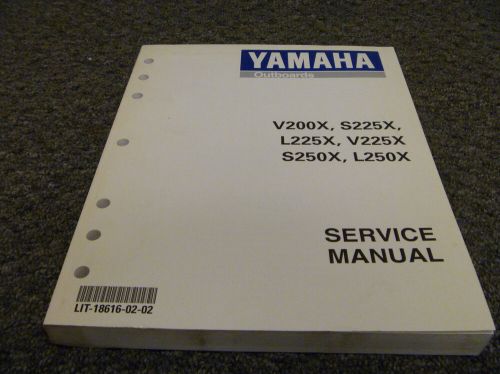 YAMAHA
Outboards
V200X, S225X,
L225X, V225X
S250X, L250X
SERVICE
MANUAL
LIT-18616-02-02